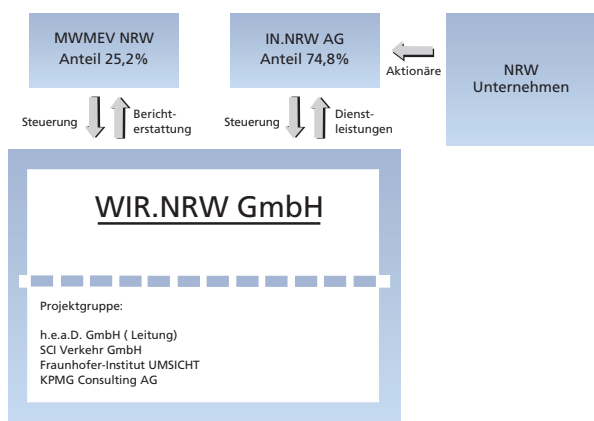 MWMEV NRW
Anteil 25,2%
IN.NRW AG
Anteil 74,8%
Aktionäre
NRW
Unternehmen
Steuerung
Bericht-
erstattung
Steuerung
Dienst-
leistungen
WIR.NRW GmbH
Projektgruppe:
h.e.a.D. GmbH ( Leitung)
SCI Verkehr GmbH
Fraunhofer-Institut UMSICHT
KPMG Consulting AG